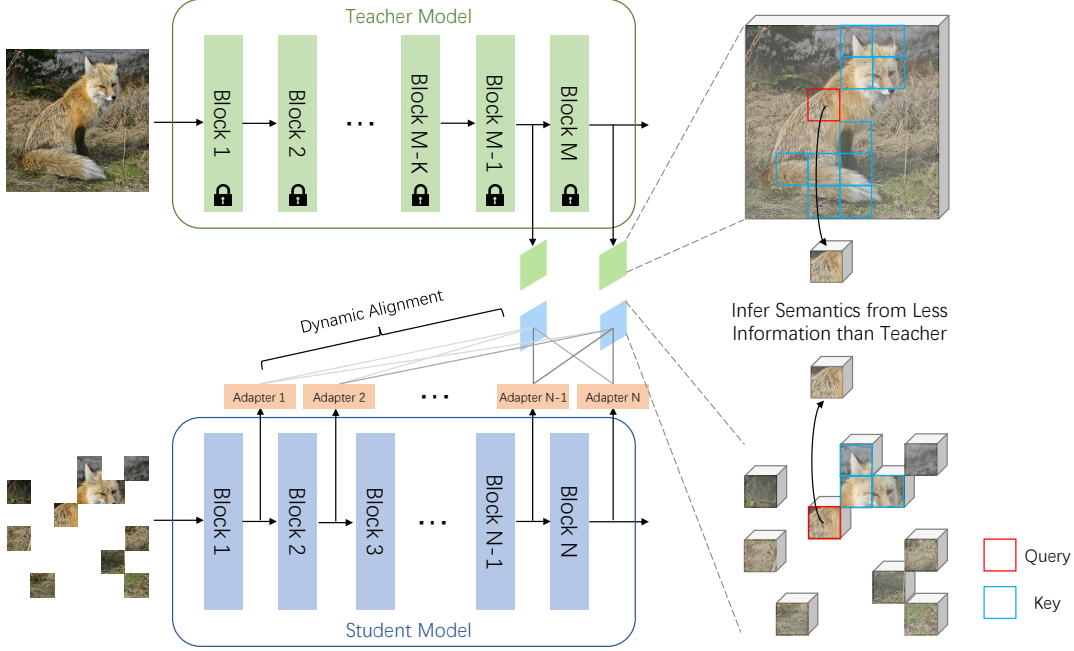 Teacher Model
Block 1
Block 2
...
Block M-K
Block M-1
Block M
Dynamic Alignment
Infer Semantics from Less
Information than Teacher
Adapter 1
Adapter 2
...
Adapter N-1
Adapter N
Block 1
Block 2
Block 3
...
Block N-1
Block N
Student Model
Query
Key